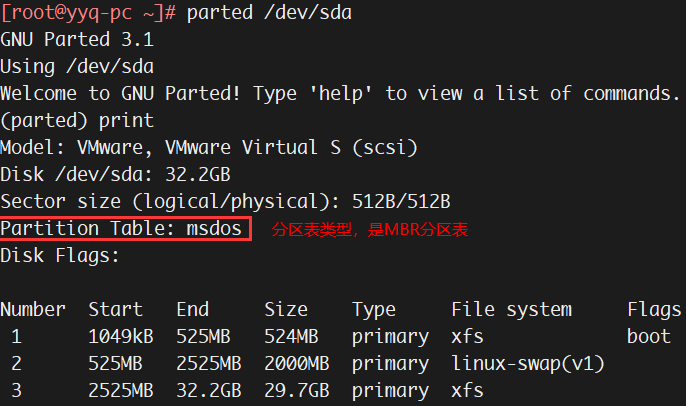 [root@yyq-pc ~]# parted /dev/sda
GNU Parted 3.1
Using /dev/sda
Welcome to GNU Parted! Type 'help' to view a list of commands.
(parted) print
Model: VMware, VMware Virtual S (scsi)
Disk /dev/sda: 32.2GB
Sector size (logical/physical): 512B/512B
Partition Table: msdos 分区表类型，是MBR分区表
Disk Flags:
Number Start End Size Type File system Flags
1 1049kB 525MB 524MB primary xfs boot
2 525MB 2525MB 2000MB primary linux-swap(v1)
3 2525MB 32.2GB 29.7GB primary xfs